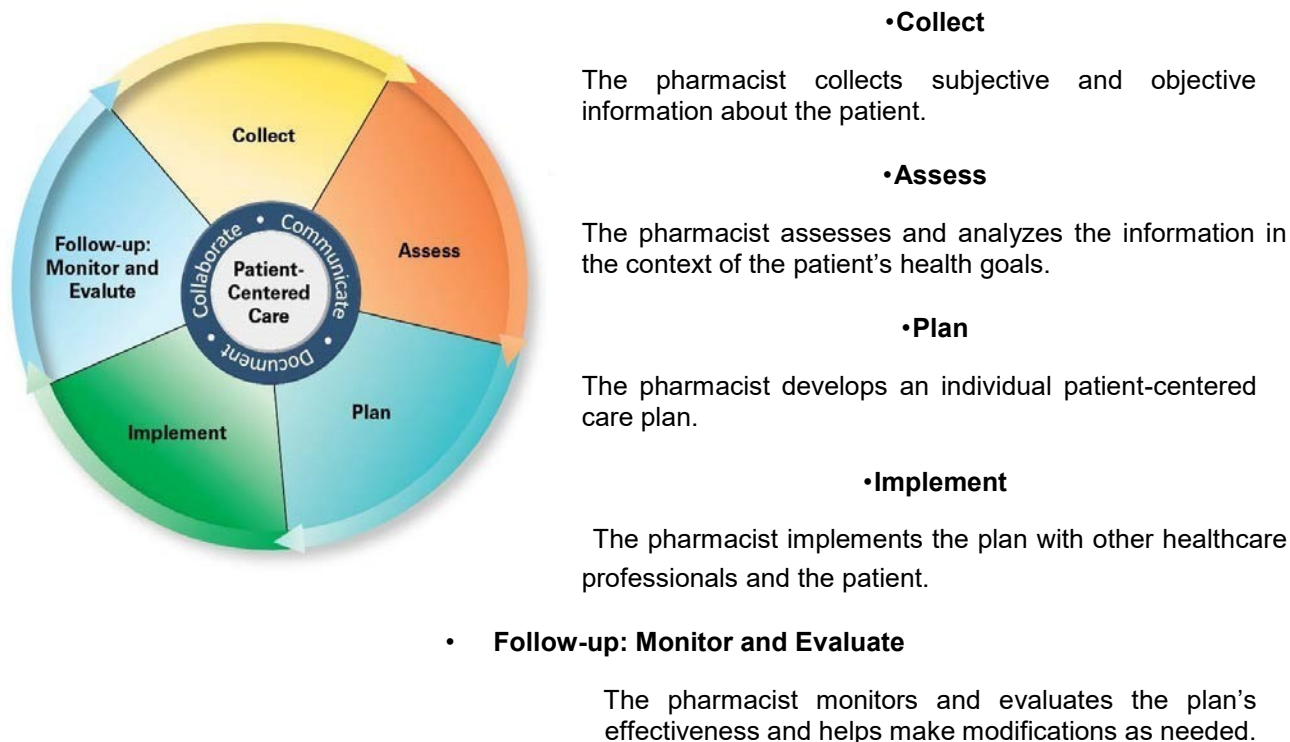 Collect
Assess
Plan
Implement
Follow-up:
Monitor and
Evalute
Patient-
Centered
Care
Collaborate • Communicate • Document •
•Collect
The pharmacist collects subjective and objective
information about the patient.
•Assess
The pharmacist assesses and analyzes the information in
the context of the patient’s health goals.
•Plan
The pharmacist develops an individual patient-centered
care plan.
•Implement
The pharmacist implements the plan with other healthcare
professionals and the patient.
• Follow-up: Monitor and Evaluate
The pharmacist monitors and evaluates the plan’s
effectiveness and helps make modifications as needed.